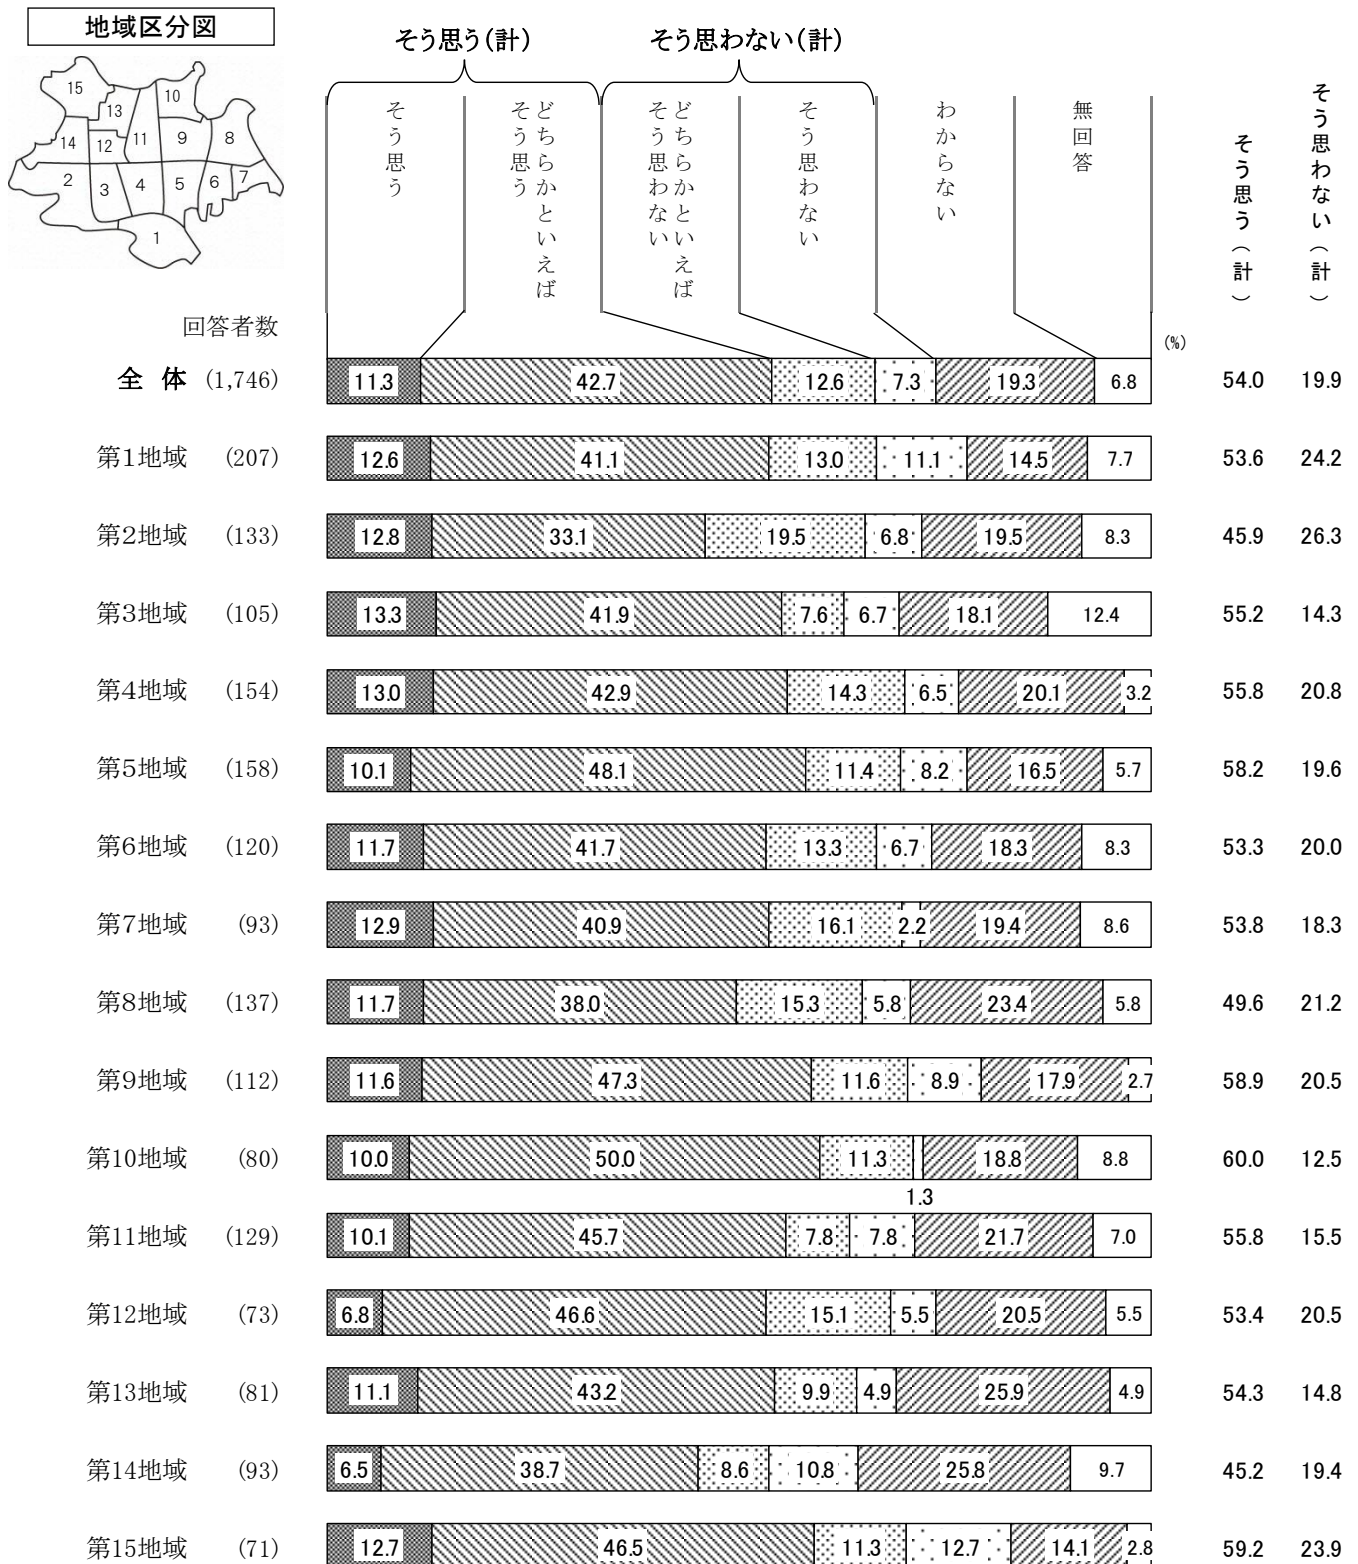 地域区分図
15
10
13
14
12
11
9
8
2
3
4
5
6
7
1
そう思う(計)
そう思わない(計)
そう思う
どちらかといえば
そう思う
どちらかといえば
そう思わない
そう思わない
わからない
無回答
そう思う(計)
そう思わない(計)
回答者数
(%)
全 体 (1,746) 11.3 42.7 12.6 7.3 19.3 6.8 54.0 19.9
第1地域 (207) 12.6 41.1 13.0 11.1 14.5 7.7 53.6 24.2
第2地域 (133) 12.8 33.1 19.5 6.8 19.5 8.3 45.9 26.3
第3地域 (105) 13.3 41.9 7.6 6.7 18.1 12.4 55.2 14.3
第4地域 (154) 13.0 42.9 14.3 6.5 20.1 3.2 55.8 20.8
第5地域 (158) 10.1 48.1 11.4 8.2 16.5 5.7 58.2 19.6
第6地域 (120) 11.7 41.7 13.3 6.7 18.3 8.3 53.3 20.0
第7地域 (93) 12.9 40.9 16.1 2.2 19.4 8.6 53.8 18.3
第8地域 (137) 11.7 38.0 15.3 5.8 23.4 5.8 49.6 21.2
第9地域 (112) 11.6 47.3 11.6 8.9 17.9 2.7 58.9 20.5
第10地域 (80) 10.0 50.0 11.3 18.8 8.8 60.0 12.5
1.3
第11地域 (129) 10.1 45.7 7.8 7.8 21.7 7.0 55.8 15.5
第12地域 (73) 6.8 46.6 15.1 5.5 20.5 5.5 53.4 20.5
第13地域 (81) 11.1 43.2 9.9 4.9 25.9 4.9 54.3 14.8
第14地域 (93) 6.5 38.7 8.6 10.8 25.8 9.7 45.2 19.4
第15地域 (71) 12.7 46.5 11.3 12.7 14.1 2.8 59.2 23.9